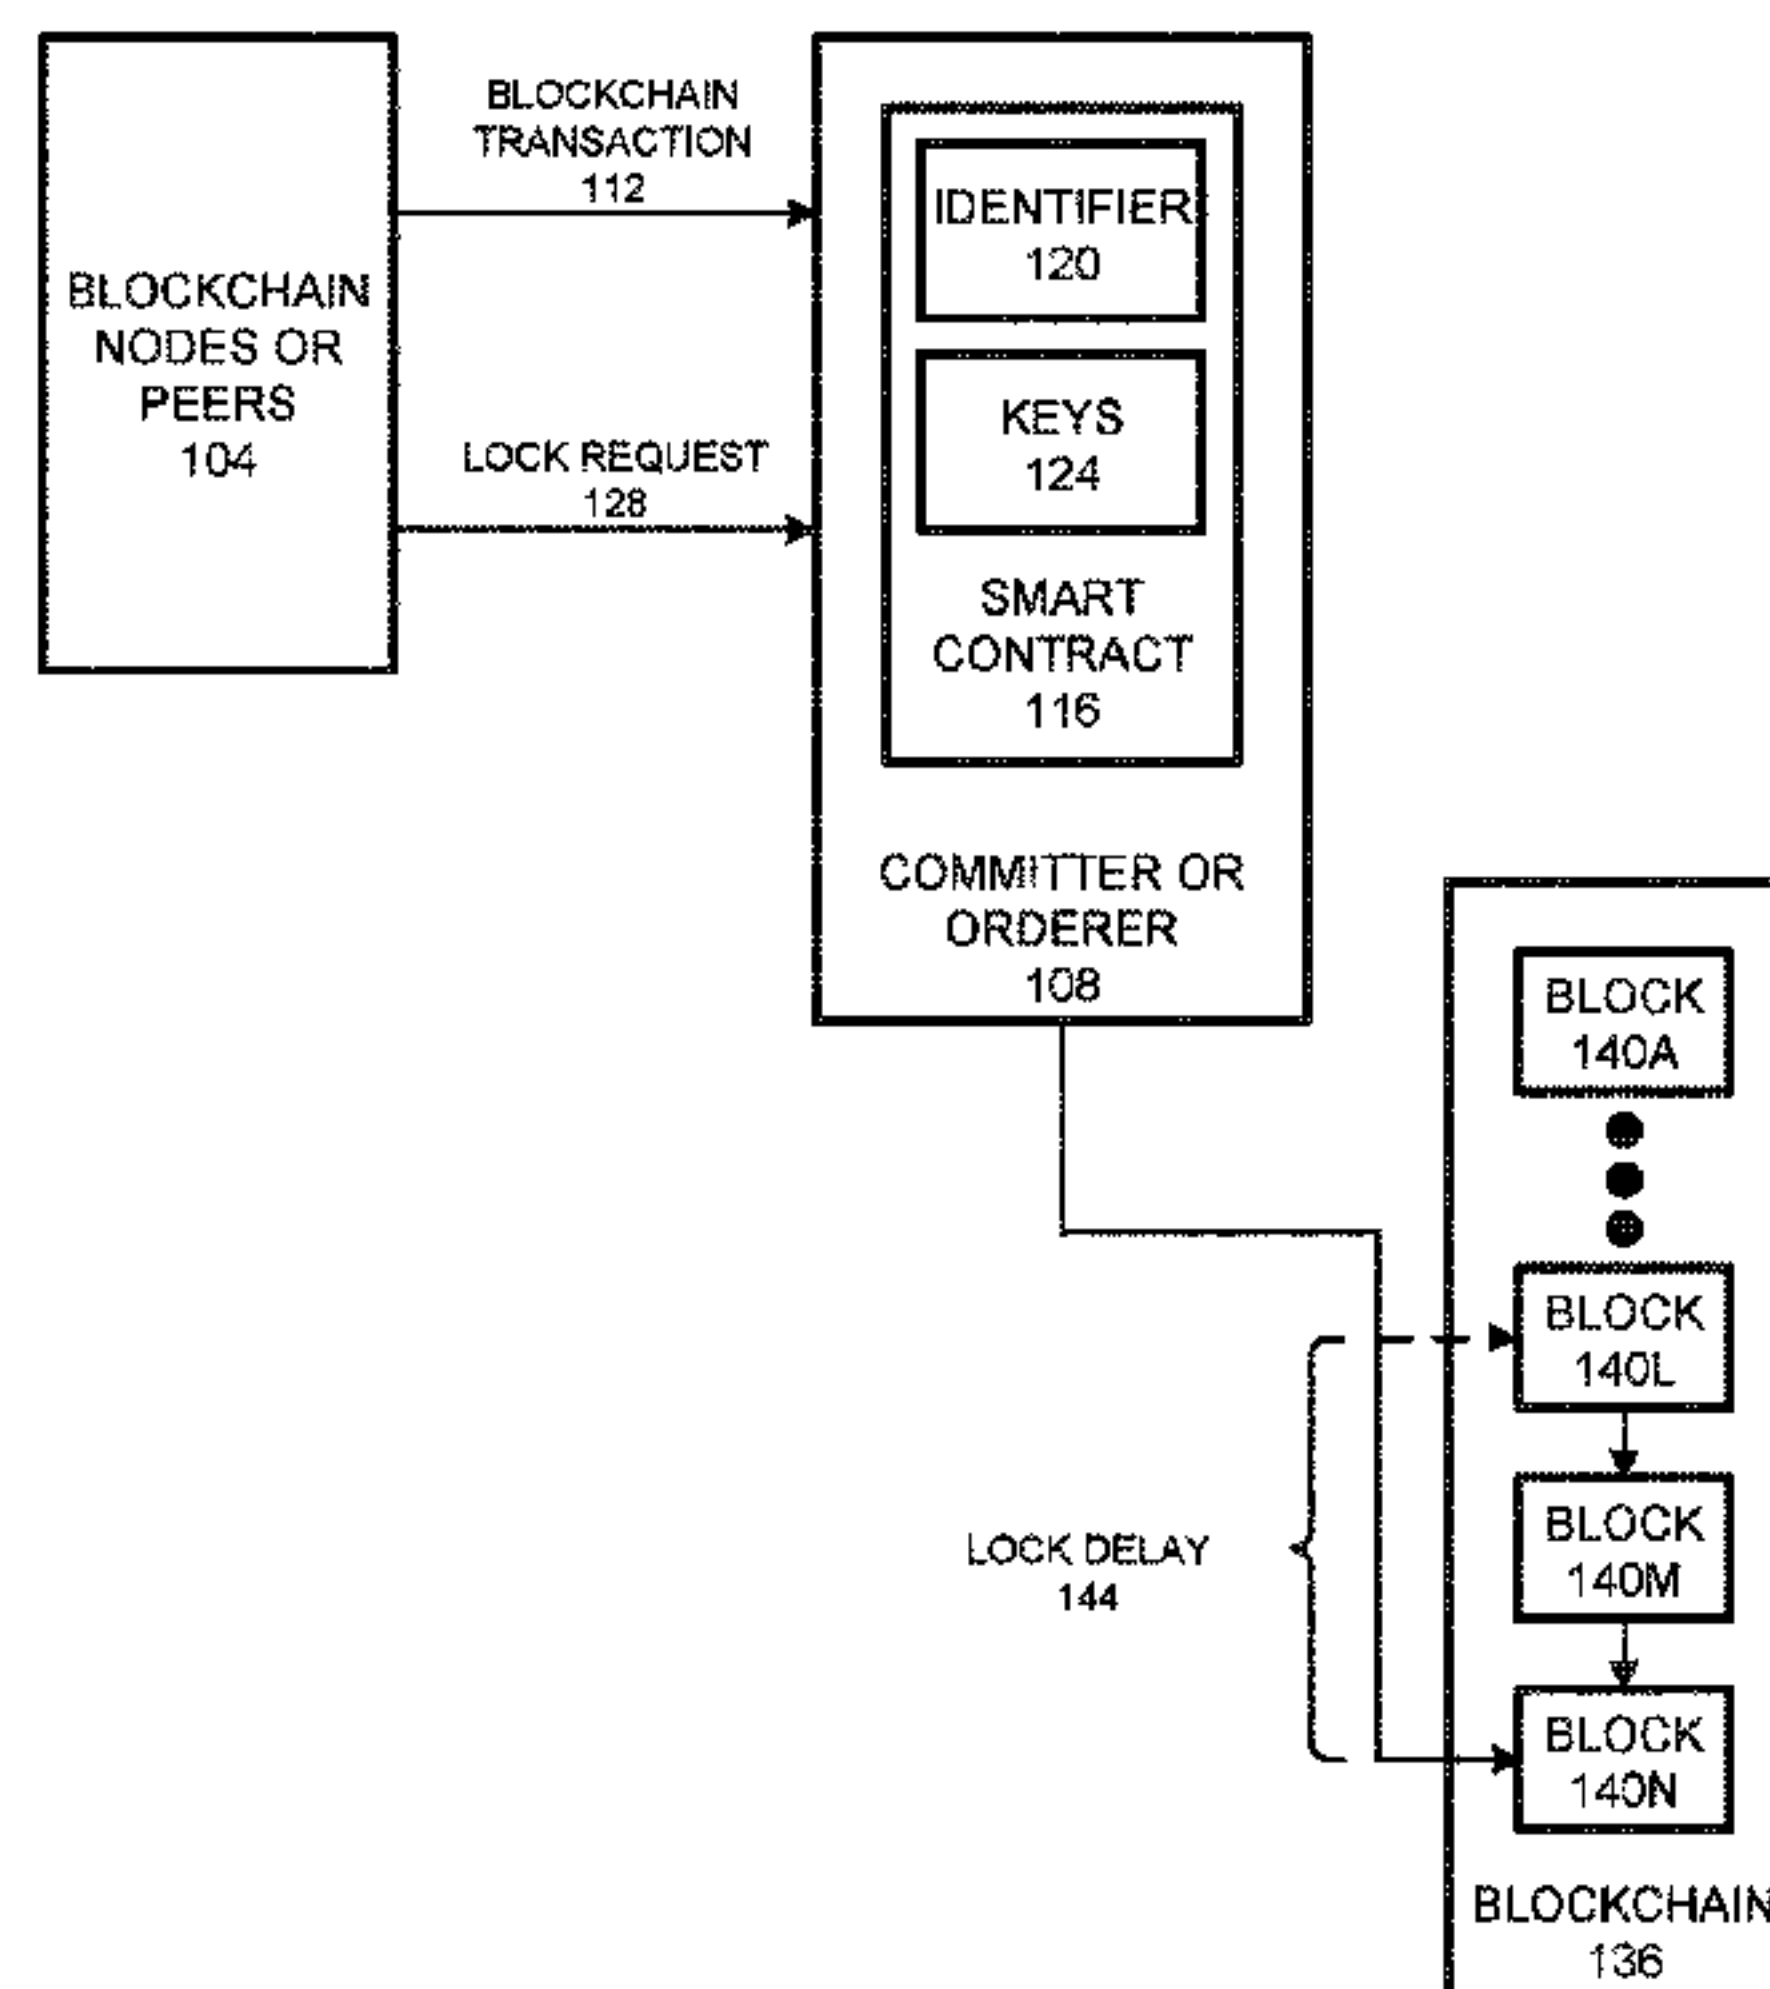 BLOCKCHAIN
NODES OR
PEERS
104
BLOCKCHAIN
TRANSACTION
112
LOCK REQUEST
128
IDENTIFIER
120
KEYS
124
SMART
CONTRACT
116
COMMITTER OR
ORDERER
108
BLOCK
140A
BLOCK
140L
BLOCK
140M
BLOCK
140N
LOCK DELAY
144
BLOCKCHAIN
136